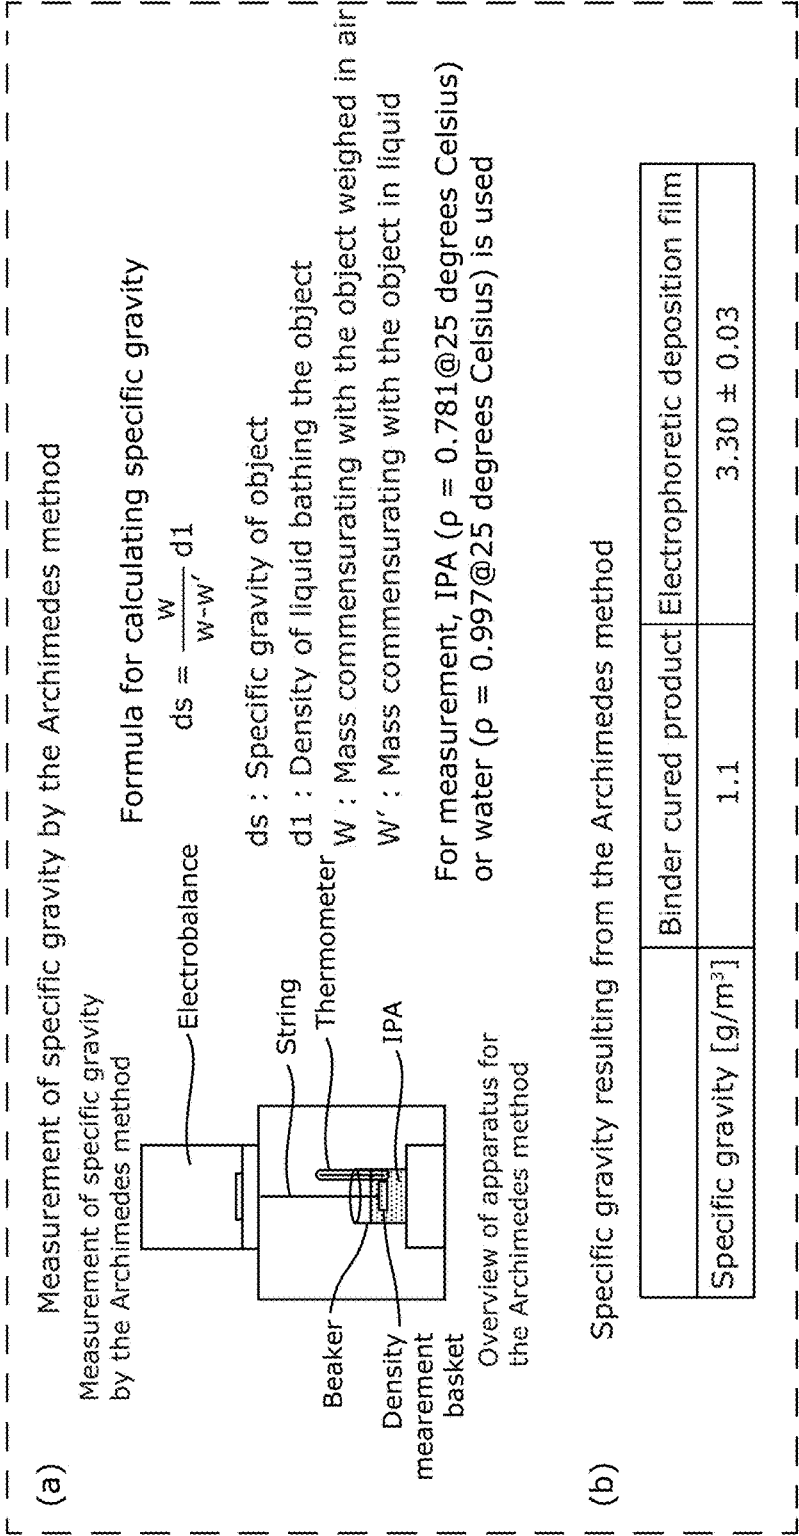 (a)
Measurement of specific gravity by the Archimedes method
Measurement of specific gravity
by the Archimedes method
Electrobalance
String
Thermometer
IPA
Beaker
Density
mearement
basket
Overview of apparatus for
the Archimedes method
Formula for calculating specific gravity
ds = w / w-w′ d1
ds : Specific gravity of object
d1 : Density of liquid bathing the object
W : Mass commensurating with the object weighed in air
W′ : Mass commensurating with the object in liquid
For measurement, IPA (ρ = 0.781@25 degrees Celsius)
or water (ρ = 0.997@25 degrees Celsius) is used
(b)
Specific gravity resulting from the Archimedes method
Binder cured product Electrophoretic deposition film
Specific gravity [g/m³] 1.1 3.30 ± 0.03